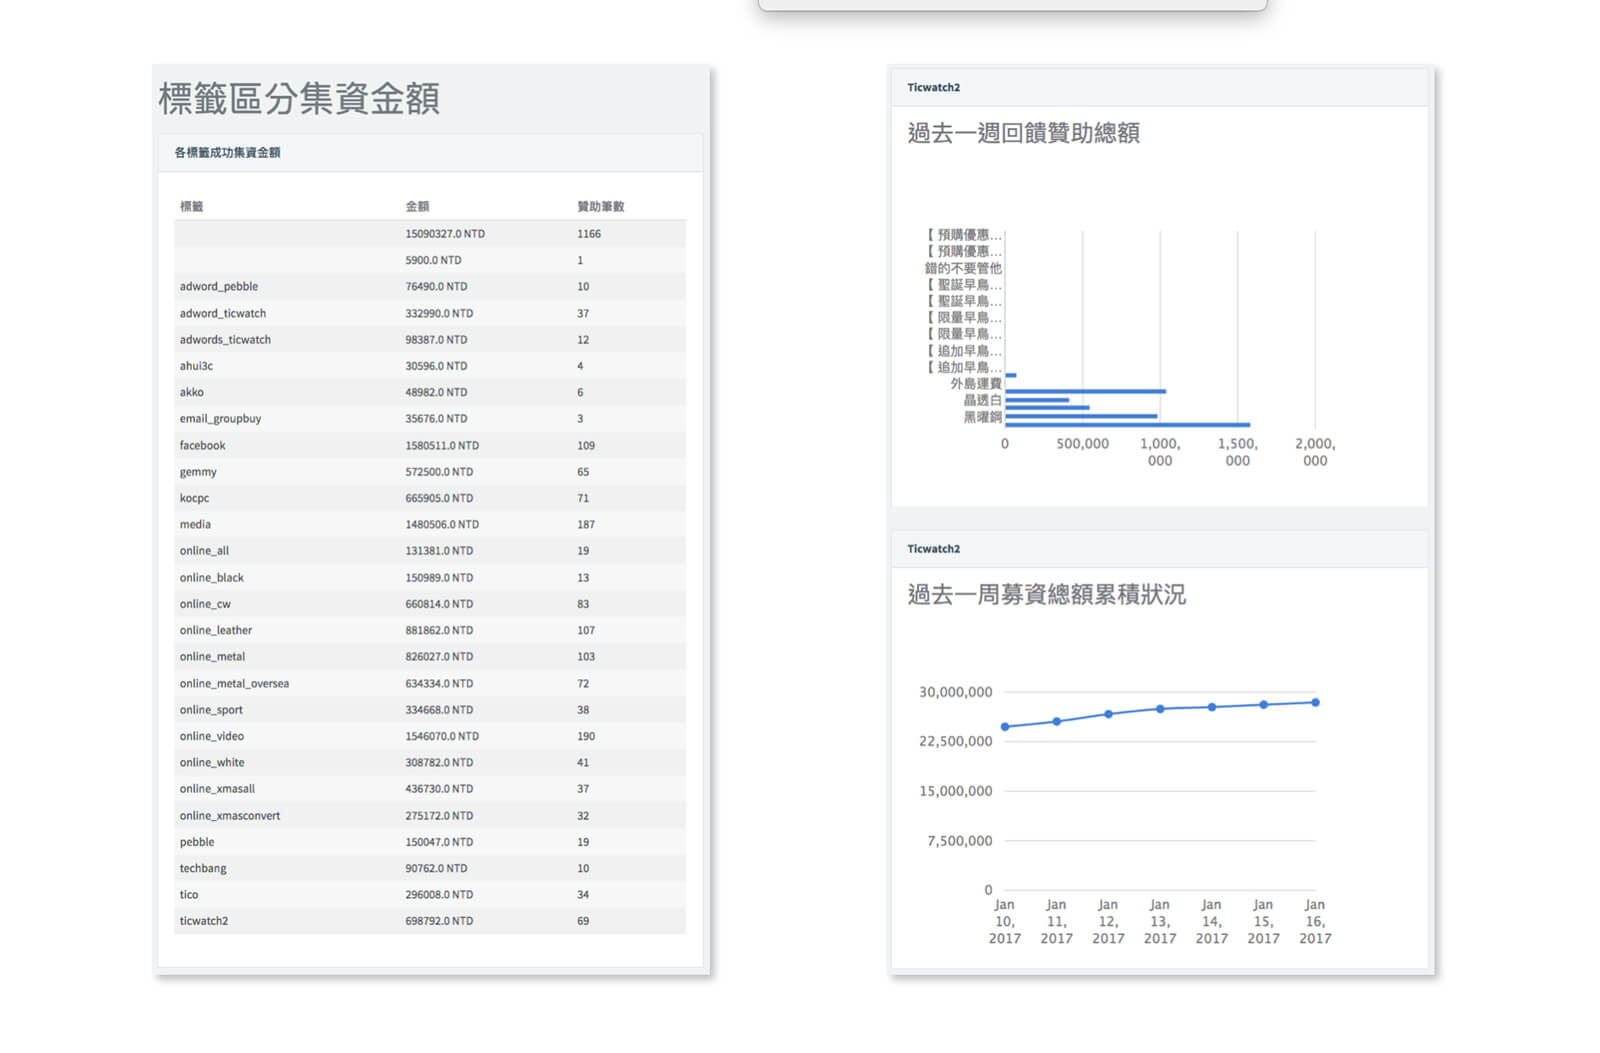 標籤區分集資金額
各標籤成功集資金額
標籤 金額 贊助筆數
15090327.0 NTD 1166
5900.0 NTD 1
adword_pebble 76490.0 NTD 10
adword_ticwatch 332990.0 NTD 37
adwords_ticwatch 98387.0 NTD 12
ahui3c 30596.0 NTD 4
akko 48982.0 NTD 6
email_groupbuy 35676.0 NTD 3
facebook 1580511.0 NTD 109
gemmy 572500.0 NTD 65
kocpc 665905.0 NTD 71
media 1480506.0 NTD 187
online_all 131381.0 NTD 19
online_black 150989.0 NTD 13
online_cw 660814.0 NTD 83
online_leather 881862.0 NTD 107
online_metal 826027.0 NTD 103
online_metal_oversea 634334.0 NTD 72
online_sport 334668.0 NTD 38
online_video 1546070.0 NTD 190
online_white 308782.0 NTD 41
online_xmasall 436730.0 NTD 37
online_xmasconvert 275172.0 NTD 32
pebble 150047.0 NTD 19
techbang 90762.0 NTD 10
tico 296008.0 NTD 34
ticwatch2 698792.0 NTD 69
Ticwatch2
過去一週回饋贊助總額
【 預購優惠...
【 預購優惠...
錯的不要管他
【 聖誕早鳥...
【 聖誕早鳥...
【 限量早鳥...
【 限量早鳥...
【 追加早鳥...
【 追加早鳥...
外島運費
晶透白
黑曜鋼
0 500,000 1,000, 1,500, 2,000,
000 000 000
Ticwatch2
過去一周募資總額累積狀況
30,000,000
22,500,000
15,000,000
7,500,000
0
Jan Jan Jan Jan Jan Jan Jan
10, 11, 12, 13, 14, 15, 16,
2017 2017 2017 2017 2017 2017 2017